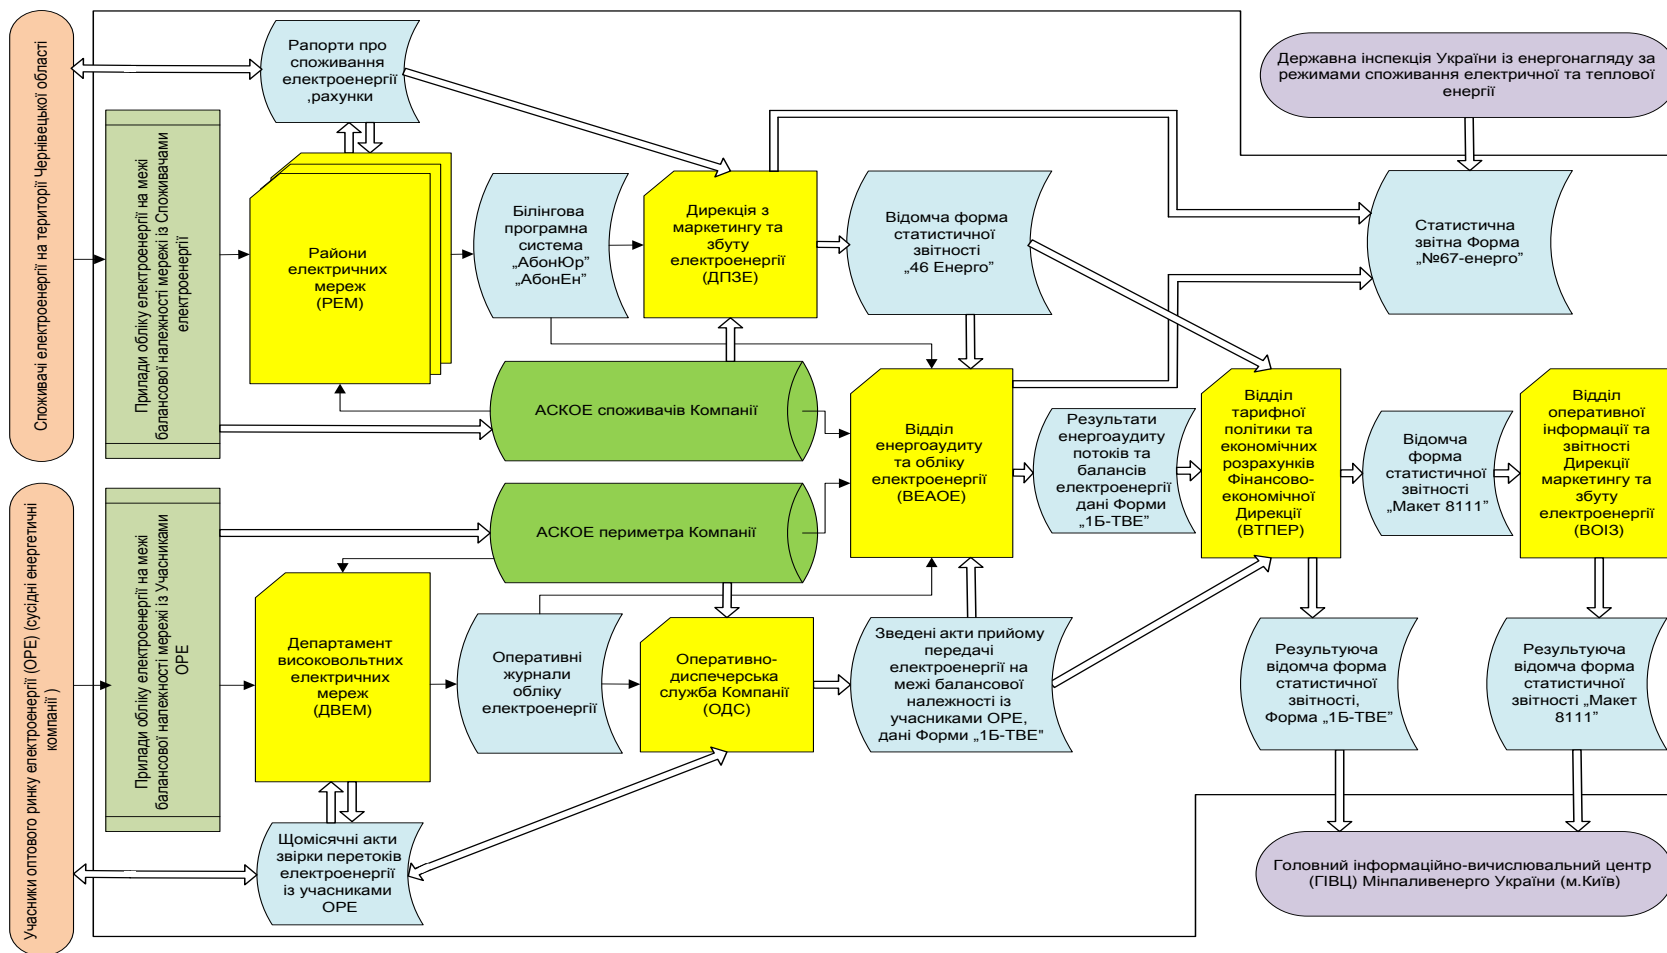 Споживачі електроенергії на території Чернівецької області
Прилади обліку електроенергії на межі
балансової належності мережі із Споживачами
електроенергії
Рапорти про
споживання
електроенергії
,рахунки
Райони
електричних
мереж
(РЕМ)
Білінгова
програмна
система
„АбонЮр”
„АбонЕн”
Дирекція з
маркетингу та
збуту
електроенергії
(ДПЗЕ)
Відомча форма
статистичної
звітності
„46 Енерго”
Державна інспекція України із енергонагляду за
режимами споживання електричної та теплової
енергії
Статистична
звітна Форма
„№67-енерго”
АСКОЕ споживачів Компанії
АСКОЕ периметра Компанії
Відділ
енергоаудиту
та обліку
електроенергії
(ВЕАОЕ)
Результати
енергоаудиту
потоків та
балансів
електроенергії
дані Форми
„1Б-ТВЕ”
Відділ
тарифної
політики та
економічних
розрахунків
Фінансово-
економічної
Дирекції
(ВТПЕР)
Відомча
форма
статистичної
звітності
„Макет 8111”
Відділ
оперативної
інформації та
звітності
Дирекції
маркетингу та
збуту
електроенергії
(ВОІЗ)
Учасники оптового ринку електроенергії (ОРЕ) (сусідні енергетичні
компанії )
Прилади обліку електроенергії на межі
балансової належності мережі із Учасниками
ОРЕ
Департамент
високовольтних
електричних
мереж
(ДВЕМ)
Оперативні
журнали
обліку
електроенергії
Оперативно-
диспечерська
служба Компанії
(ОДС)
Зведені акти прийому
передачі
електроенергії на
межі балансової
належності із
учасниками ОРЕ,
дані Форми „1Б-ТВЕ”
Результуюча
відомча форма
статистичної
звітності,
Форма „1Б-ТВЕ”
Результуюча
відомча форма
статистичної
звітності „Макет
8111”
Щомісячні акти
звірки перетоків
електроенергії
із учасниками
ОРЕ
Головний інформаційно-вичислювальний центр
(ГІВЦ) Мінпаливенерго України (м.Київ)